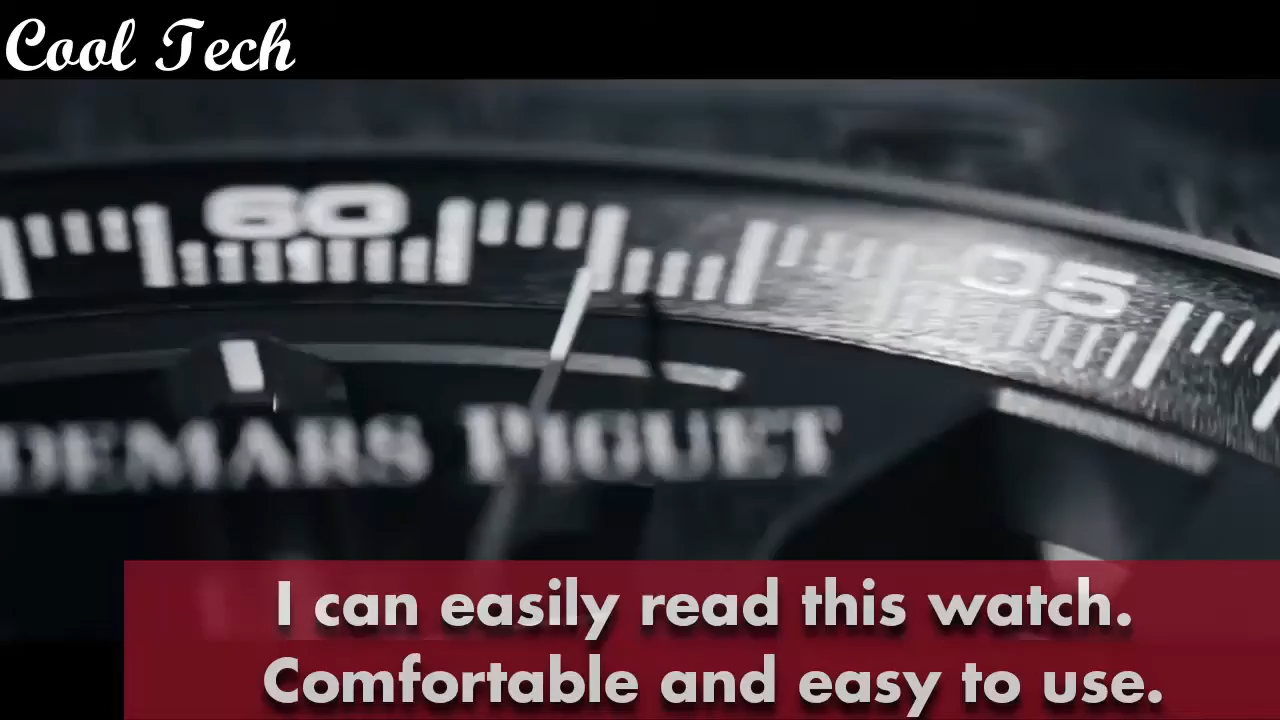 Cool Tech
60
05
DEMARS PIGUET
I can easily read this watch.
Comfortable and easy to use.